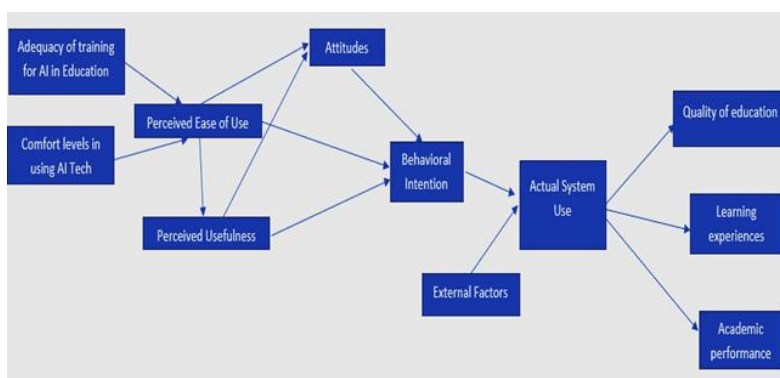 Adequacy of training
for AI in Education
Attitudes
Perceived Ease of Use
Comfort levels in
using AI Tech
Perceived Usefulness
Behavioral
Intention
External Factors
Actual System
Use
Quality of education
Learning
experiences
Academic
performance